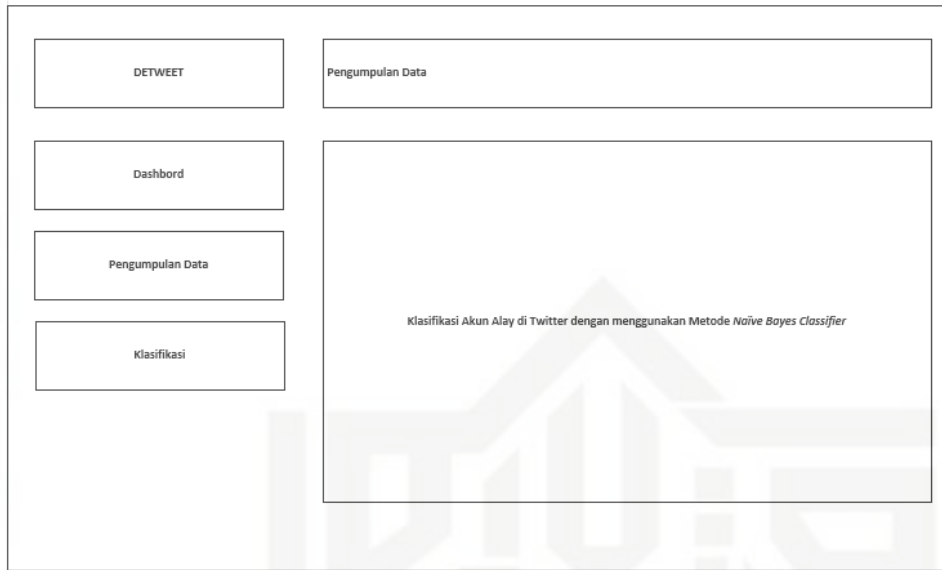 DETWEET
Pengumpulan Data
Dashbord
Pengumpulan Data
Klasifikasi
Klasifikasi Akun Alay di Twitter dengan menggunakan Metode Naïve Bayes Classifier